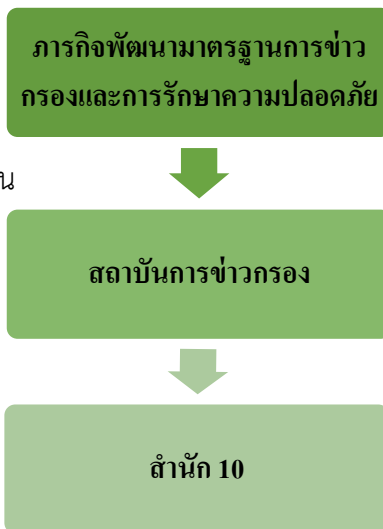 ภารกิจพัฒนามาตรฐานการข่าว
กรองและการรักษาความปลอดภัย
น
สถาบันการข่าวกรอง
สำนัก 10